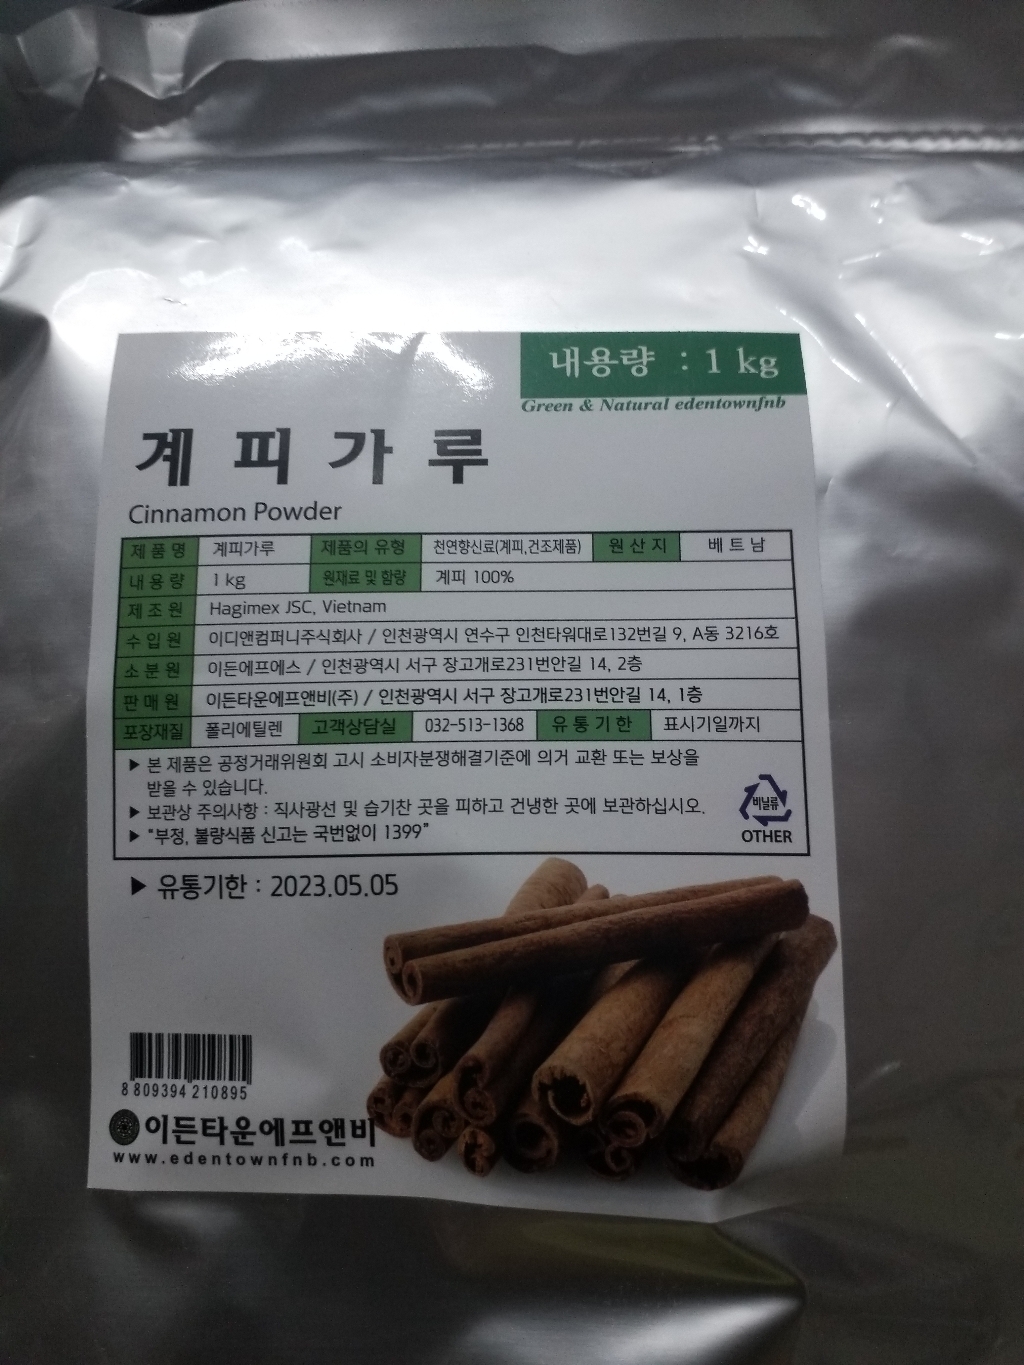 내용량 : 1 kg
Green & Natural edentownfnb
계피가루
Cinnamon Powder
제품명 계피가루 제품의 유형 천연향신료(계피,건조제품) 원산지 베트남
내용량 1 kg 원재료 및 함량 계피 100%
제조원 Hagimex JSC, Vietnam
수입원 이디앤컴퍼니주식회사 / 인천광역시 연수구 인천타워대로132번길 9, A동 3216호
소분원 이든에프에스 / 인천광역시 서구 장고개로231번안길 14, 2층
판매원 이든타운에프앤비(주) / 인천광역시 서구 장고개로231번안길 14, 1층
포장재질 폴리에틸렌 고객상담실 032-513-1368 유통기한 표시기일까지
▶ 본 제품은 공정거래위원회 고시 소비자분쟁해결기준에 의거 교환 또는 보상을
받을 수 있습니다.
▶ 보관상 주의사항 : 직사광선 및 습기찬 곳을 피하고 건냉한 곳에 보관하십시오.
▶ "부정, 불량식품 신고는 국번없이 1399"
비닐류
OTHER
▶ 유통기한 : 2023.05.05
8 809394 210895
이든타운에프앤비
www.edentownfnb.com